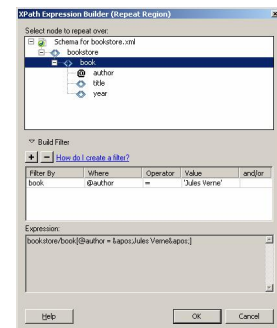 XPath Expression Builder (Repeat Region)
Select node to repeat over:
Schema for bookstore.xml
bookstore
book
@ author
title
year
Build Filter
+ − How do I create a filter?
Filter By Where Operator Value and/or
book @author = 'Jules Verne'
Expression:
bookstore/book[@author = &apos;Jules Verne&apos;]
Help OK Cancel